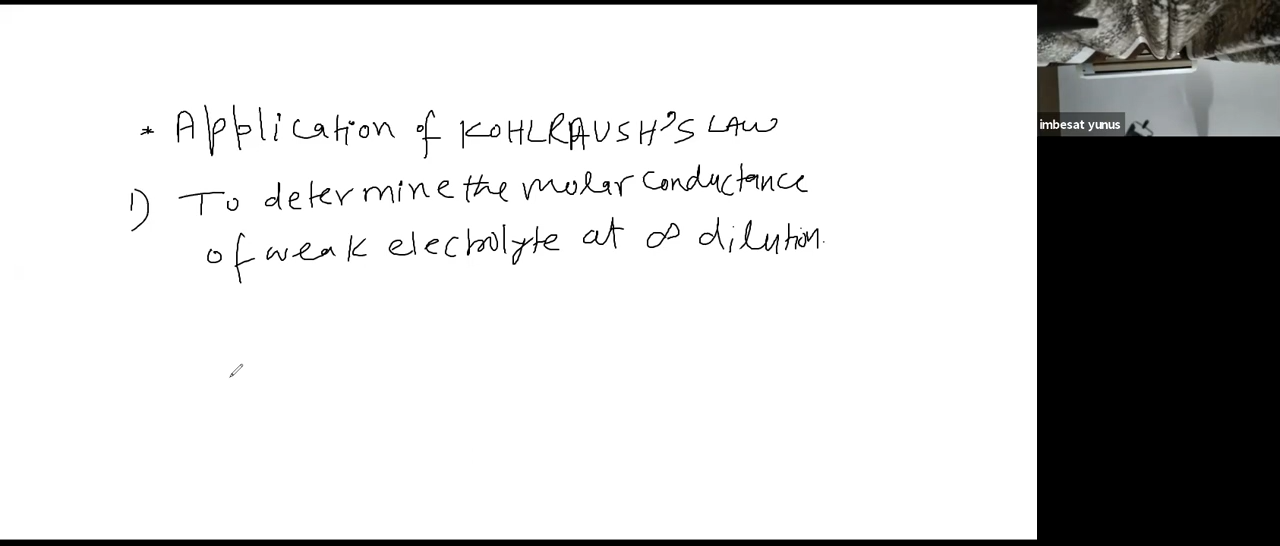 * Application of KOHLRAUSH'S LAW
1) To determine the molar conductance
of weak electrolyte at ∞ dilution.
imbesat yunus